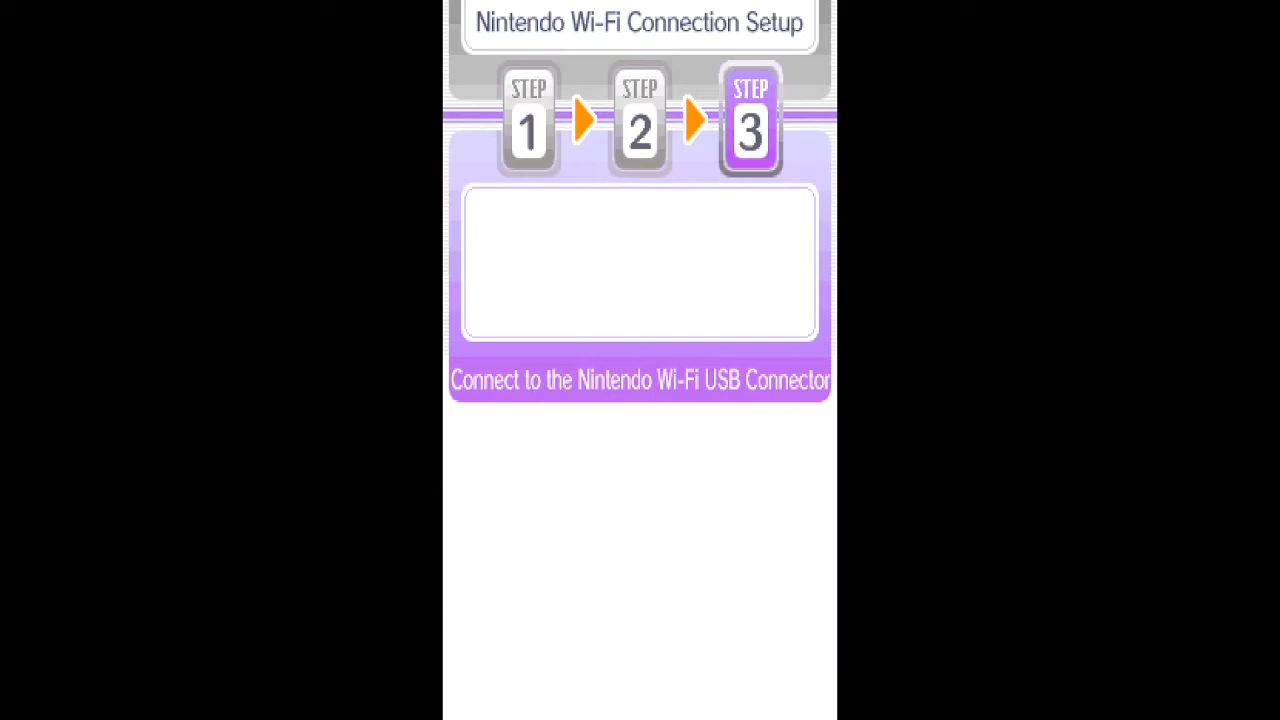 Nintendo Wi-Fi Connection Setup
STEP 1
STEP 2
STEP 3
Connect to the Nintendo Wi-Fi USB Connector